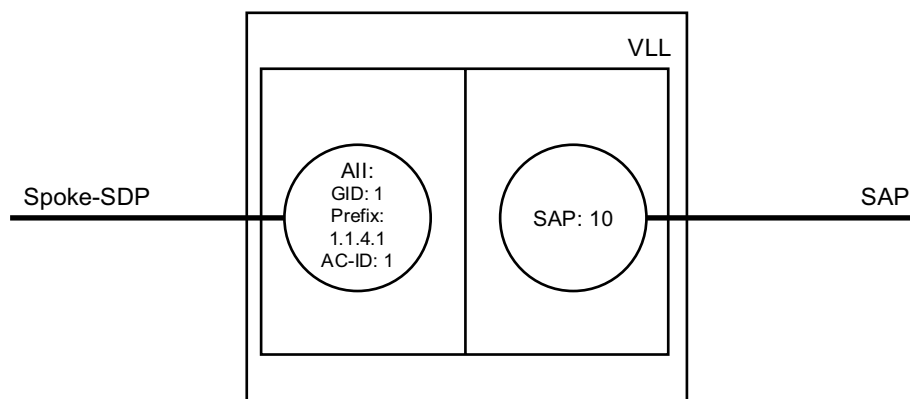 VLL
Spoke-SDP
AII:
GID: 1
Prefix:
1.1.4.1
AC-ID: 1
SAP: 10
SAP